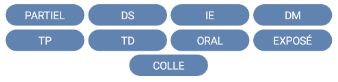 PARTIEL DS IE DM
TP TD ORAL EXPOSÉ
COLLE